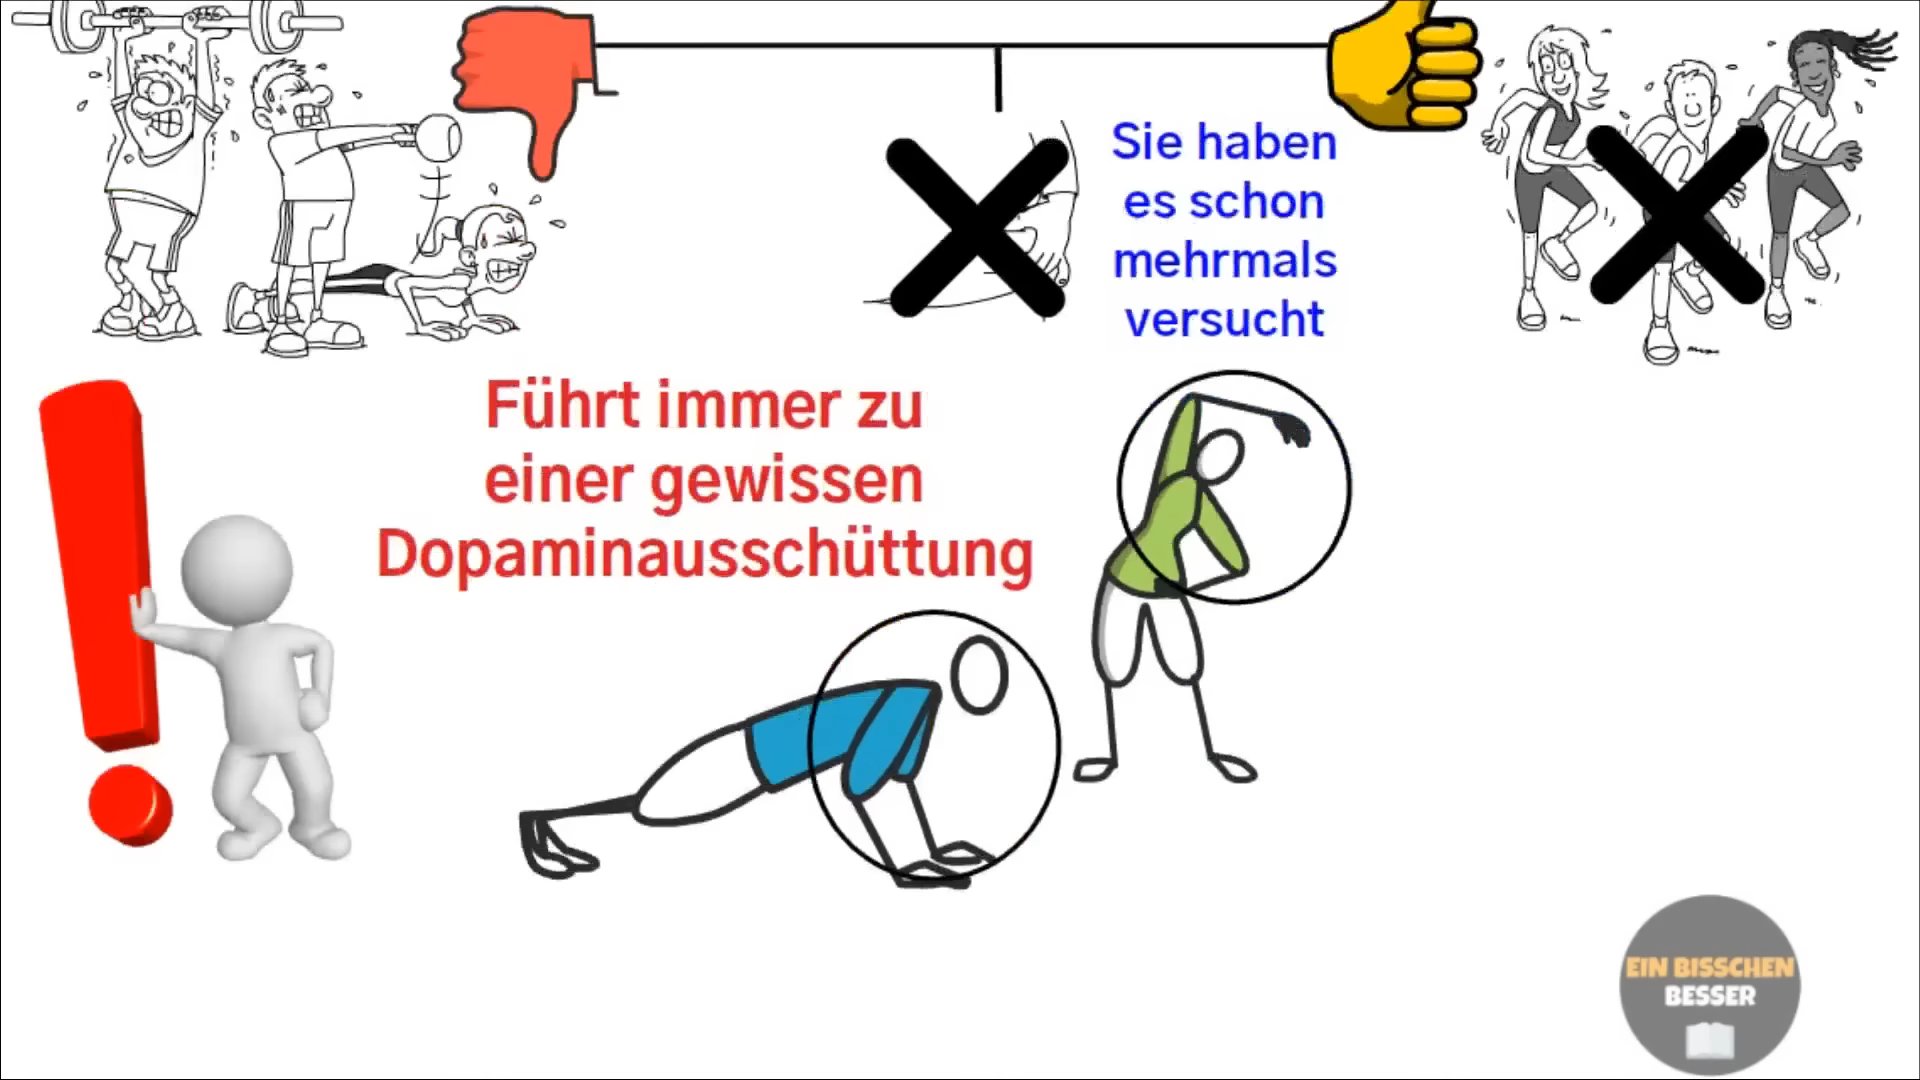 Sie haben
es schon
mehrmals
versucht
Führt immer zu
einer gewissen
Dopaminausschüttung
EIN BISSCHEN
BESSER